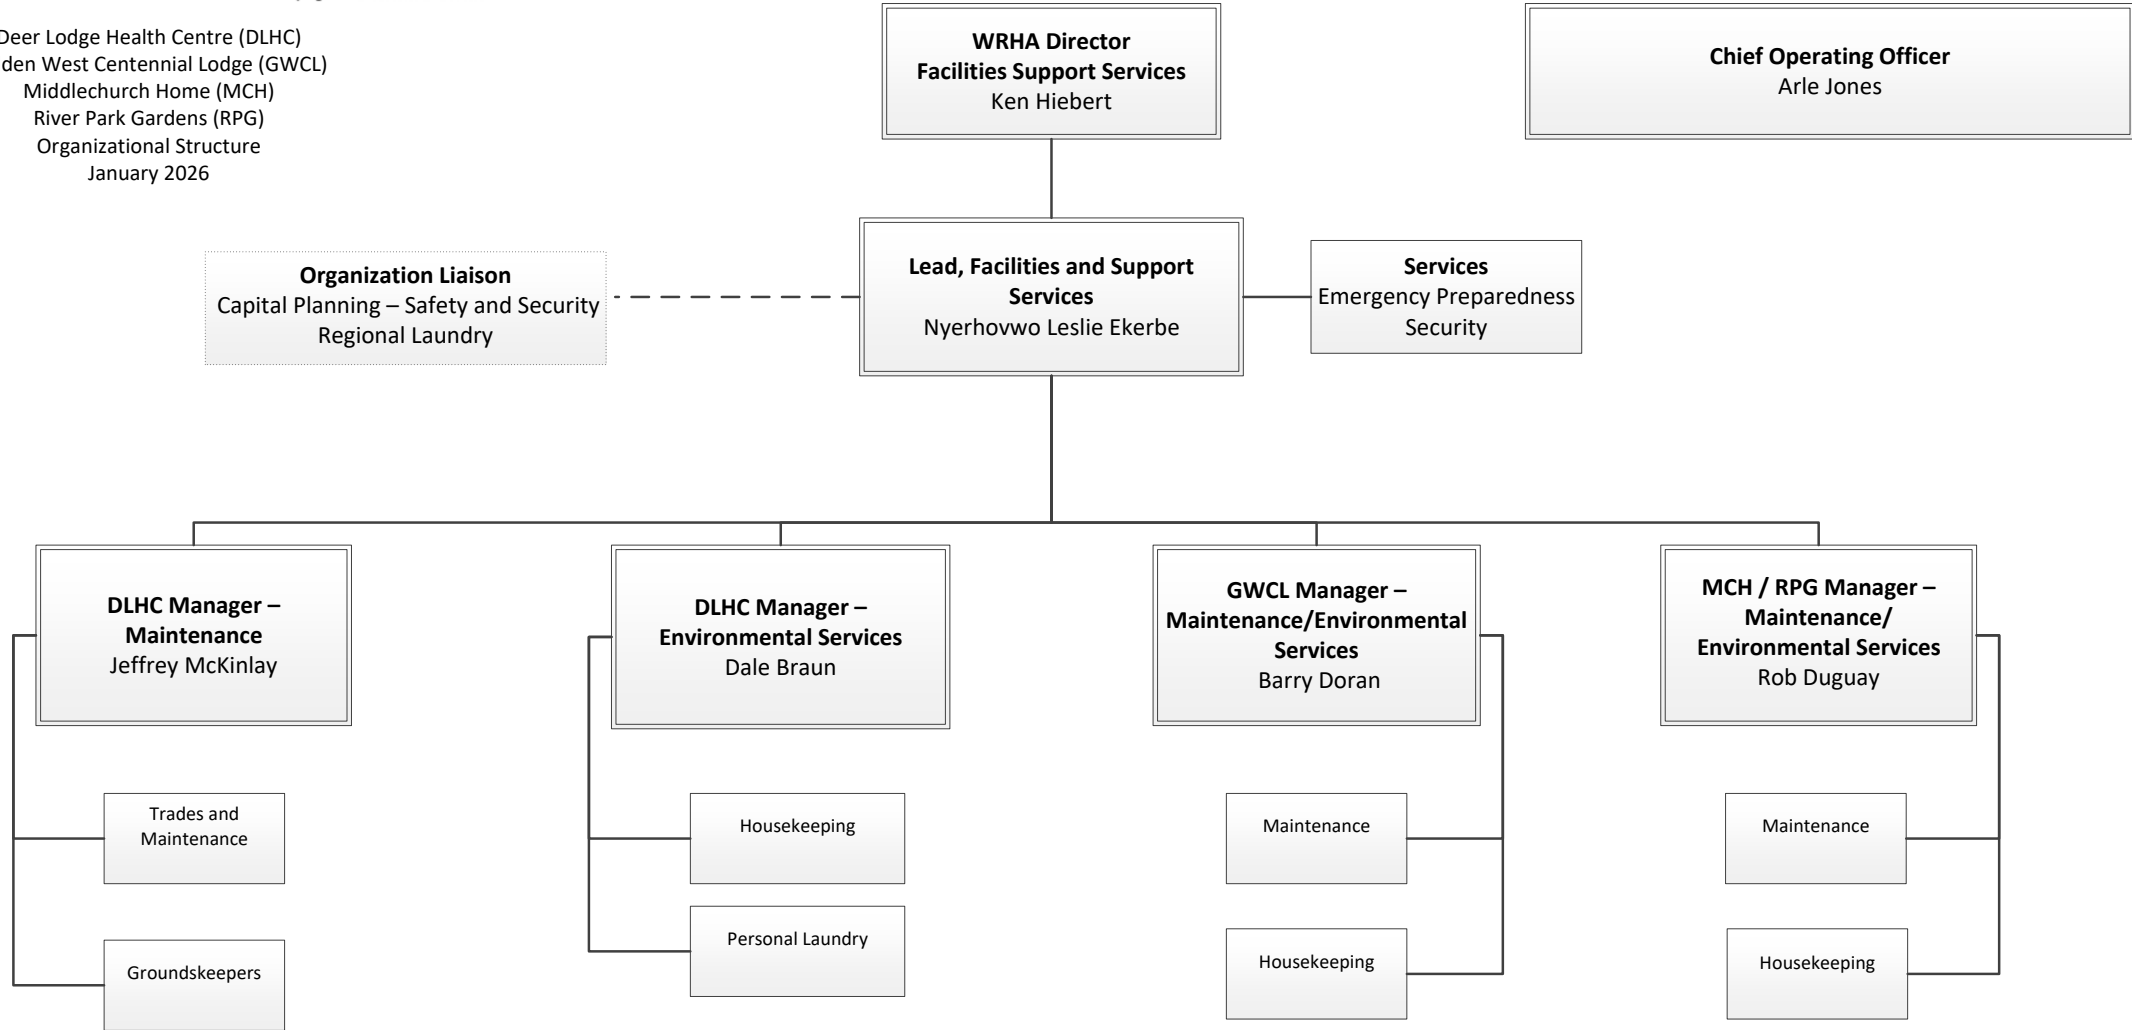 Deer Lodge Health Centre (DLHC)
den West Centennial Lodge (GWCL)
Middlechurch Home (MCH)
River Park Gardens (RPG)
Organizational Structure
January 2026
WRHA Director
Facilities Support Services
Ken Hiebert
Chief Operating Officer
Arle Jones
Organization Liaison
Capital Planning – Safety and Security
Regional Laundry
Lead, Facilities and Support
Services
Nyerhovwo Leslie Ekerbe
Services
Emergency Preparedness
Security
DLHC Manager –
Maintenance
Jeffrey McKinlay
DLHC Manager –
Environmental Services
Dale Braun
GWCL Manager –
Maintenance/Environmental
Services
Barry Doran
MCH / RPG Manager –
Maintenance/
Environmental Services
Rob Duguay
Trades and
Maintenance
Housekeeping
Maintenance
Maintenance
Groundskeepers
Personal Laundry
Housekeeping
Housekeeping